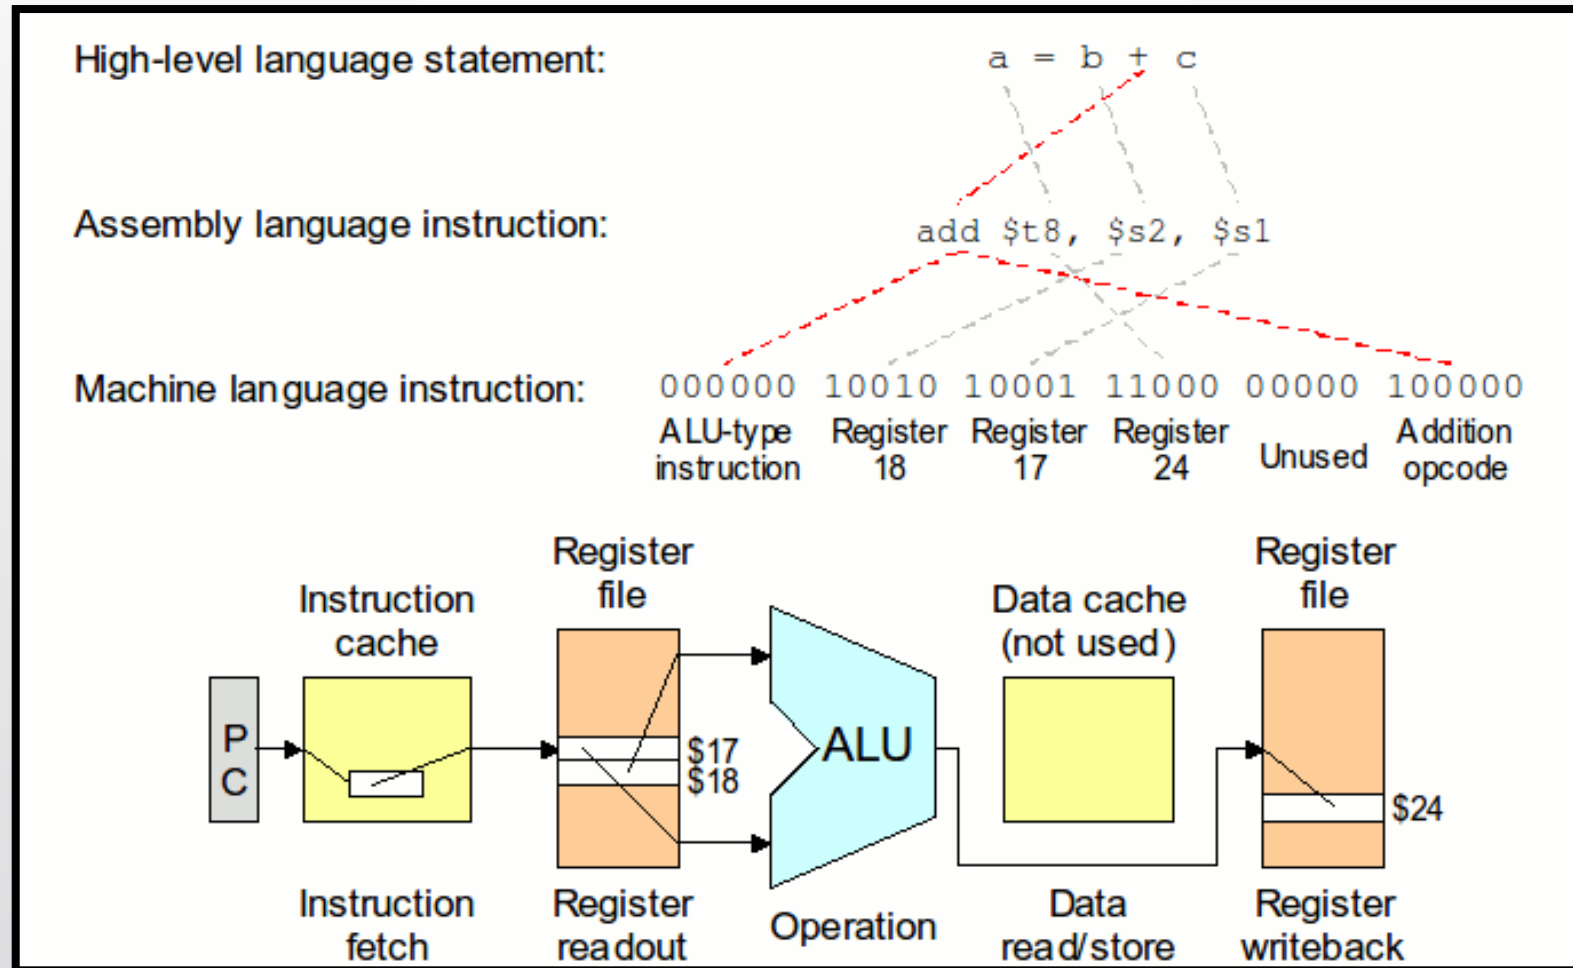 High-level language statement: a = b + c
Assembly language instruction: add $t8, $s2, $s1
Machine language instruction: 000000 10010 10001 11000 00000 100000
ALU-type instruction
Register 18
Register 17
Register 24
Unused
Addition opcode
Instruction cache
Register file
Data cache (not used)
Register file
P C
$17
$18
ALU
$24
Instruction fetch
Register readout
Operation
Data read/store
Register writeback